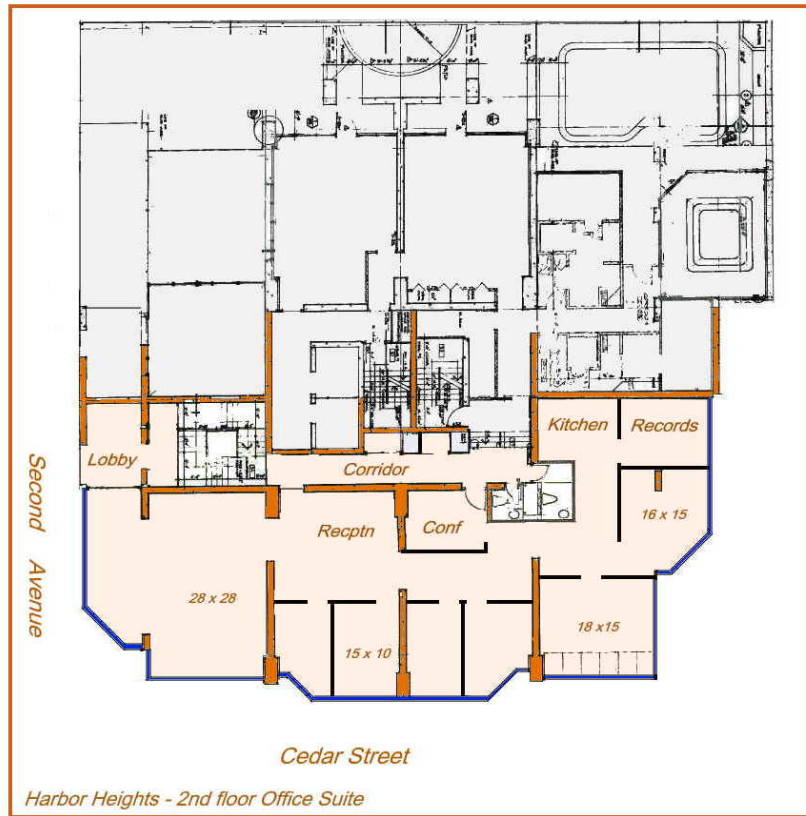 Kitchen
Records
Lobby
Corridor
16 x 15
Recptn
Conf
28 x 28
18 x15
15 x 10
Second Avenue
Cedar Street
Harbor Heights - 2nd floor Office Suite